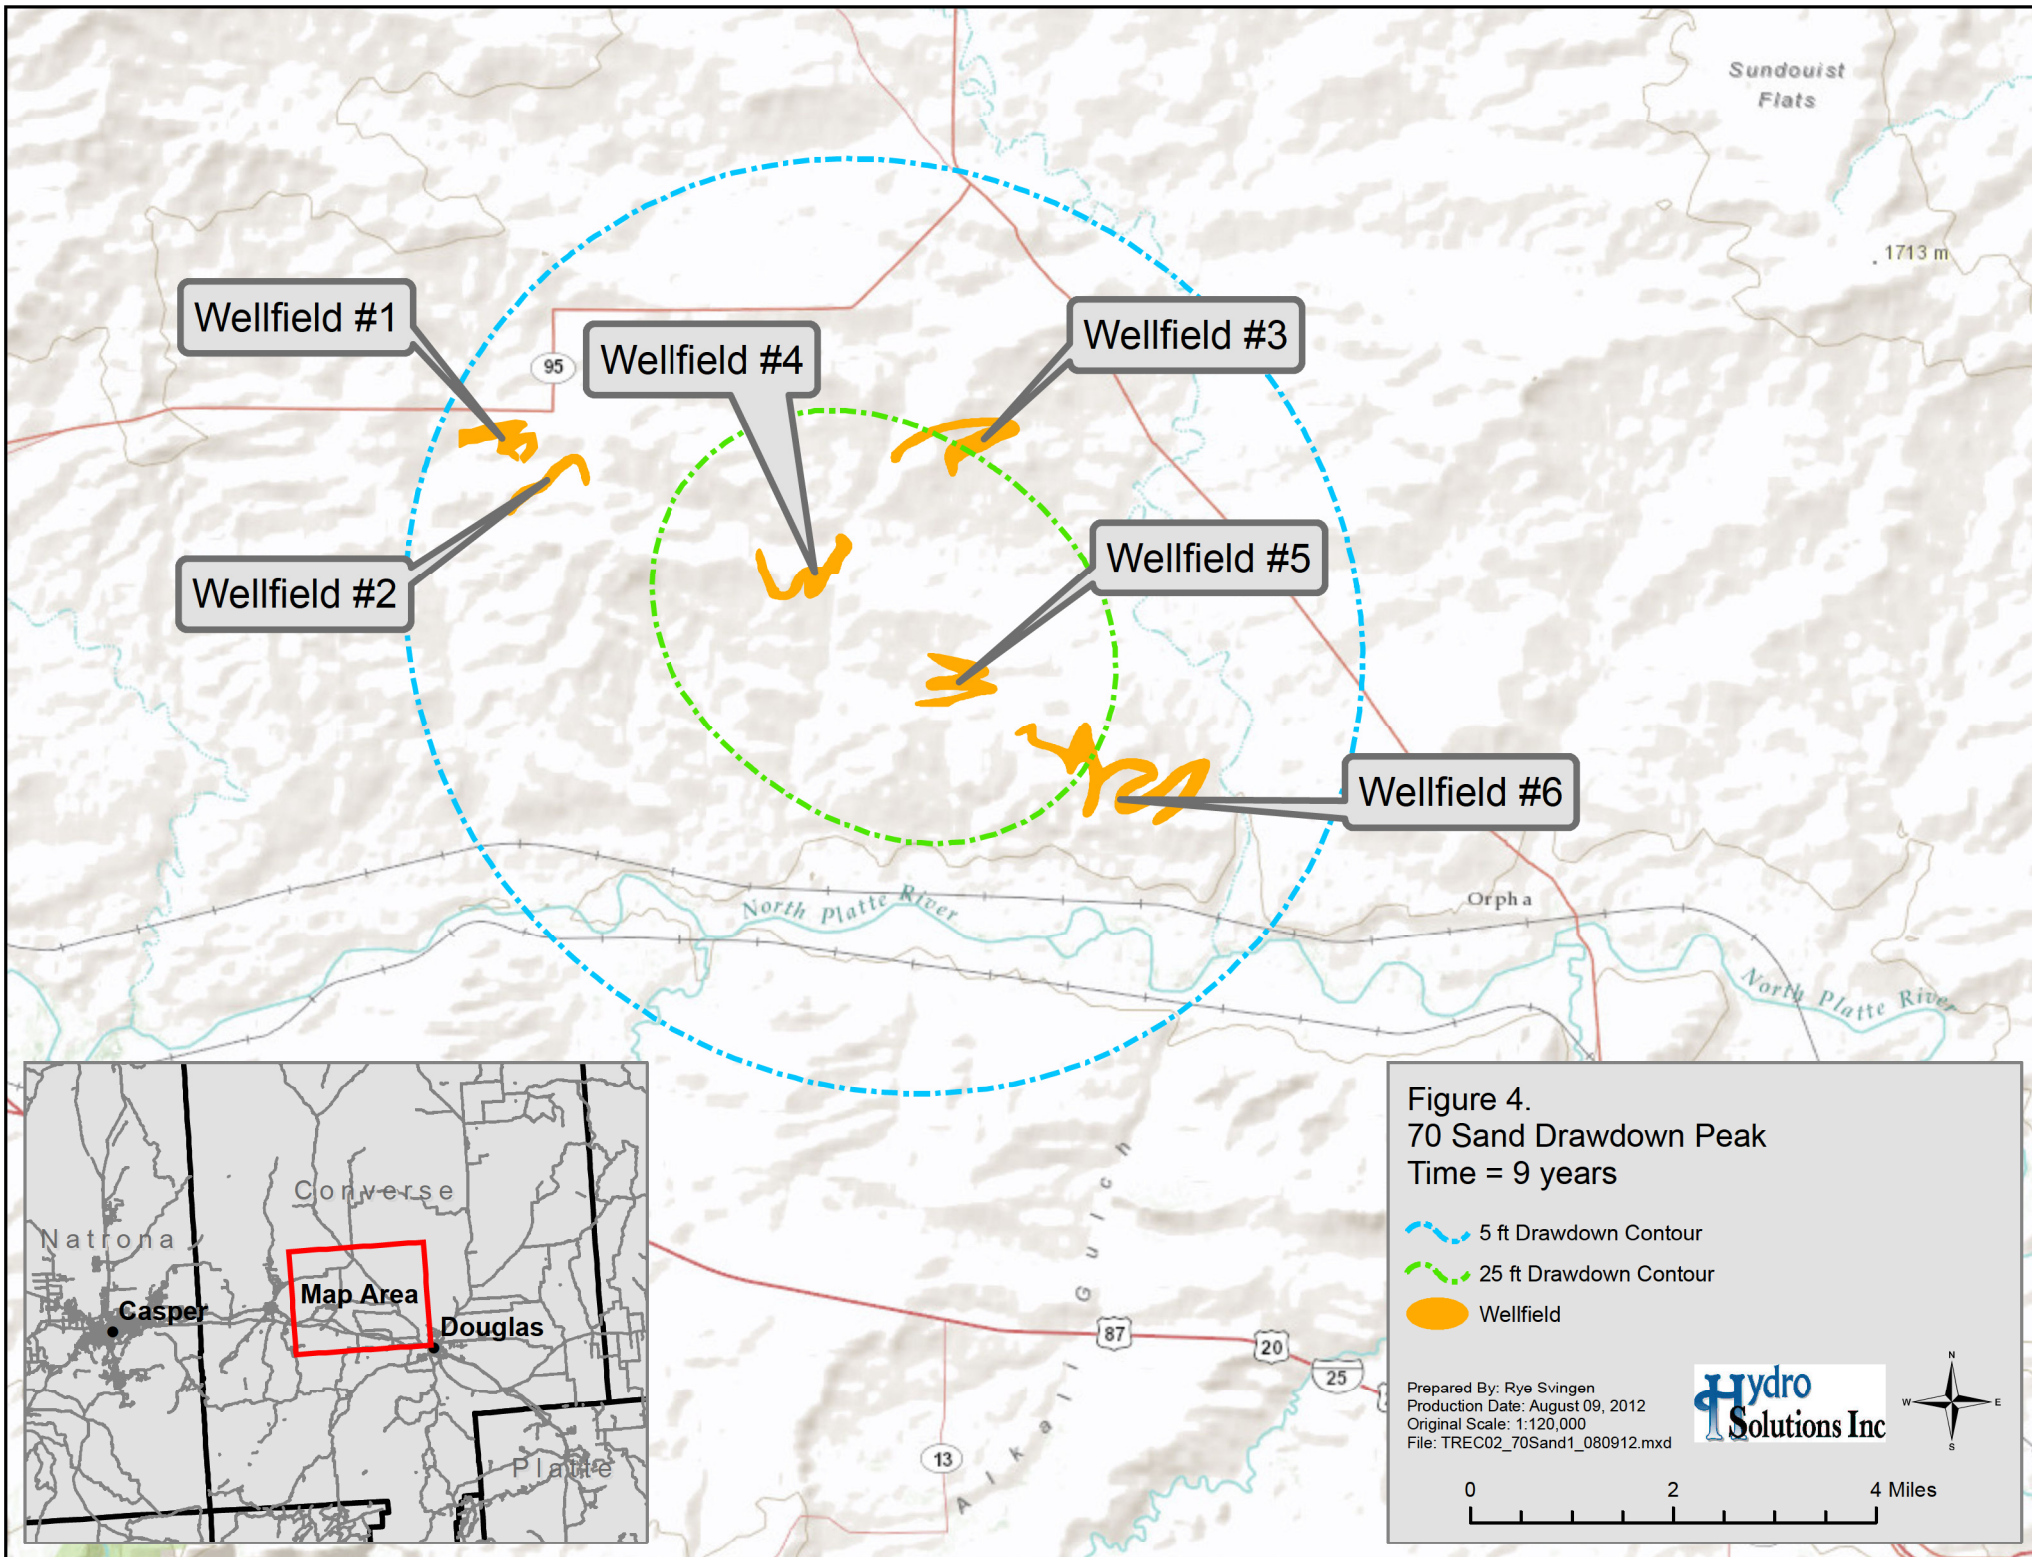 Sundouist
Flats
1713 m
Wellfield #1
95
Wellfield #4
Wellfield #3
Wellfield #5
Wellfield #2
Wellfield #6
Orpha
North Platte River
North Platte River
Alkali Gulch
87
20
25
13
Converse
Natrona
Map Area
Casper
Douglas
Platte
Figure 4.
70 Sand Drawdown Peak
Time = 9 years
5 ft Drawdown Contour
25 ft Drawdown Contour
Wellfield
Prepared By: Rye Svingen
Production Date: August 09, 2012
Original Scale: 1:120,000
File: TREC02_70Sand1_080912.mxd
Hydro
Solutions Inc
N
W E
S
0 2 4 Miles